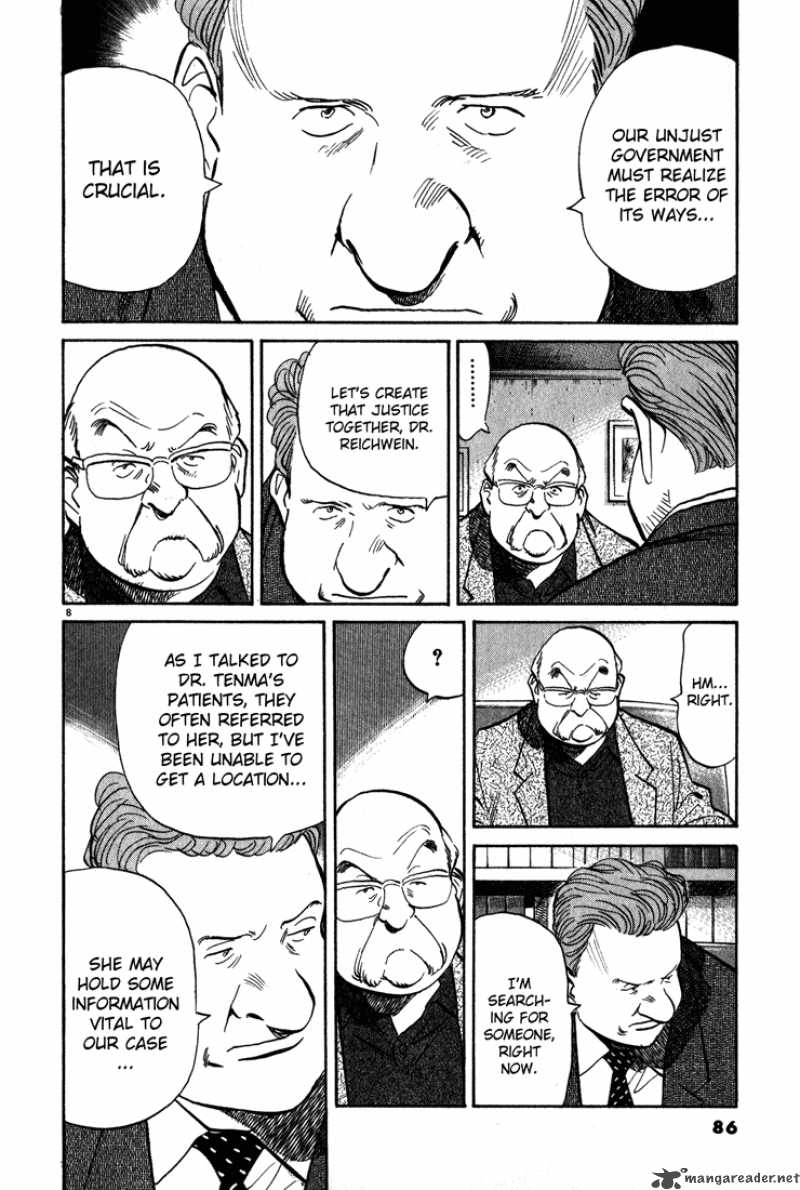 OUR UNJUST
GOVERNMENT
MUST REALIZE
THE ERROR OF
ITS WAYS...
THAT IS
CRUCIAL.
.........
LET'S CREATE
THAT JUSTICE
TOGETHER, DR.
REICHWEIN.
8
HM...
RIGHT.
I'M
SEARCH-
ING FOR
SOMEONE,
RIGHT
NOW.
?
AS I TALKED TO
DR. TENMA'S
PATIENTS, THEY
OFTEN REFERRED
TO HER, BUT I'VE
BEEN UNABLE TO
GET A LOCATION...
SHE MAY
HOLD SOME
INFORMATION
VITAL TO
OUR CASE
...
86
mangareader.net